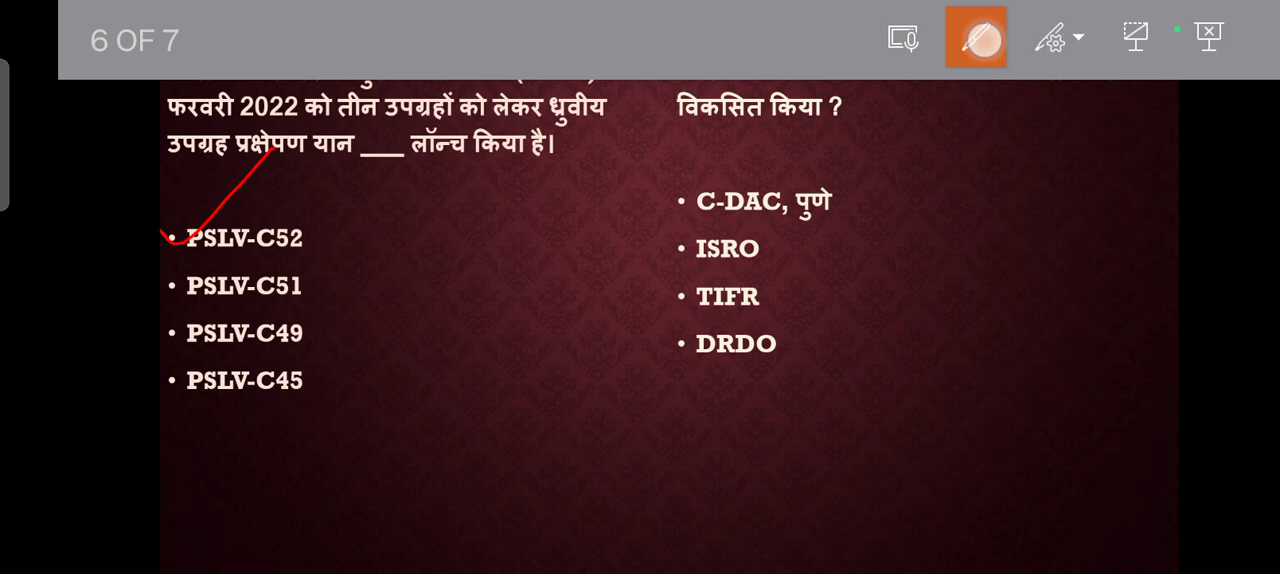 6 OF 7
फरवरी 2022 को तीन उपग्रहों को लेकर ध्रुवीय
उपग्रह प्रक्षेपण यान ___ लॉन्च किया है।
• PSLV-C52
• PSLV-C51
• PSLV-C49
• PSLV-C45
विकसित किया ?
• C-DAC, पुणे
• ISRO
• TIFR
• DRDO